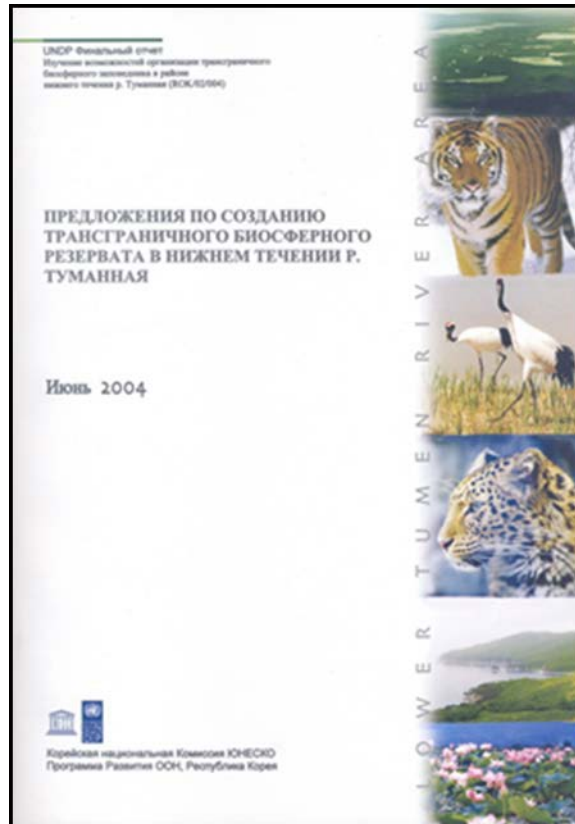 UNDP Финальный отчет
Изучение возможностей организации трансграничного
биосферного заповедника в районе
нижнего течения р. Туманная (ROK/02/004)
ПРЕДЛОЖЕНИЯ ПО СОЗДАНИЮ
ТРАНСГРАНИЧНОГО БИОСФЕРНОГО
РЕЗЕРВАТА В НИЖНЕМ ТЕЧЕНИИ Р.
ТУМАННАЯ
Июнь 2004
LOWER TUMEN RIVER AREA
Корейская национальная Комиссия ЮНЕСКО
Программа Развития ООН, Республика Корея